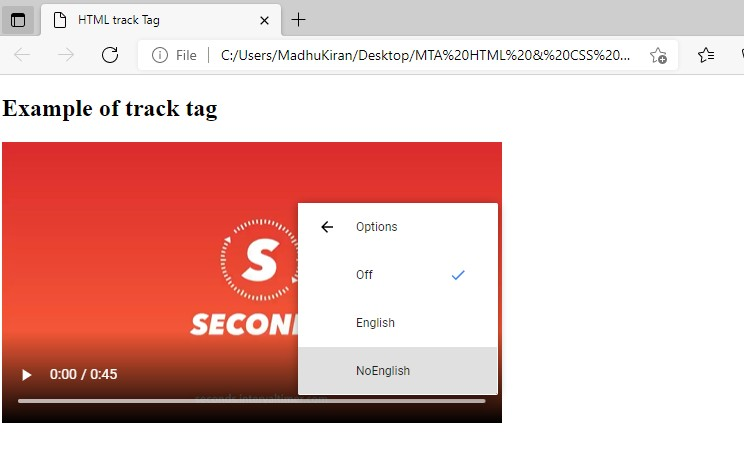 HTML track Tag
File
C:/Users/MadhuKiran/Desktop/MTA%20HTML%20&%20CSS%20...
Example of track tag
S
SECON
Options
Off
English
NoEnglish
0:00 / 0:45